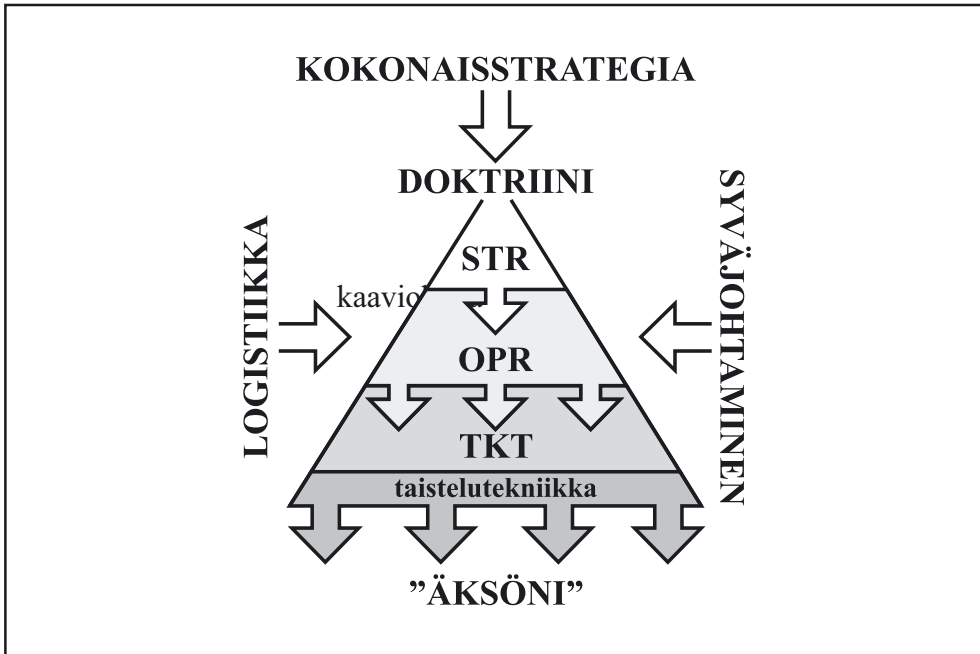 KOKONAISSTRATEGIA
DOKTRIINI
LOGISTIIKKA
SYVÄJOHTAMINEN
STR
OPR
TKT
taistelutekniikka
”ÄKSÖNI”